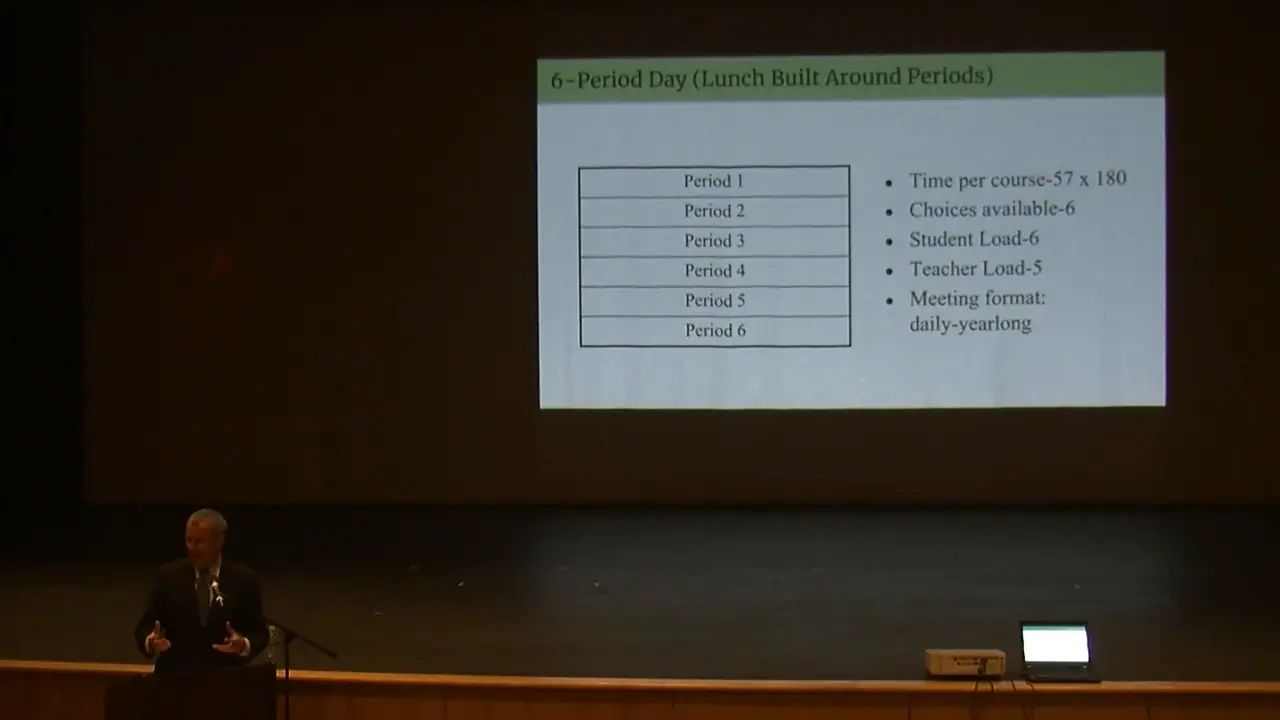 6-Period Day (Lunch Built Around Periods)
Period 1
Period 2
Period 3
Period 4
Period 5
Period 6
• Time per course-57 x 180
• Choices available-6
• Student Load-6
• Teacher Load-5
• Meeting format:
daily-yearlong